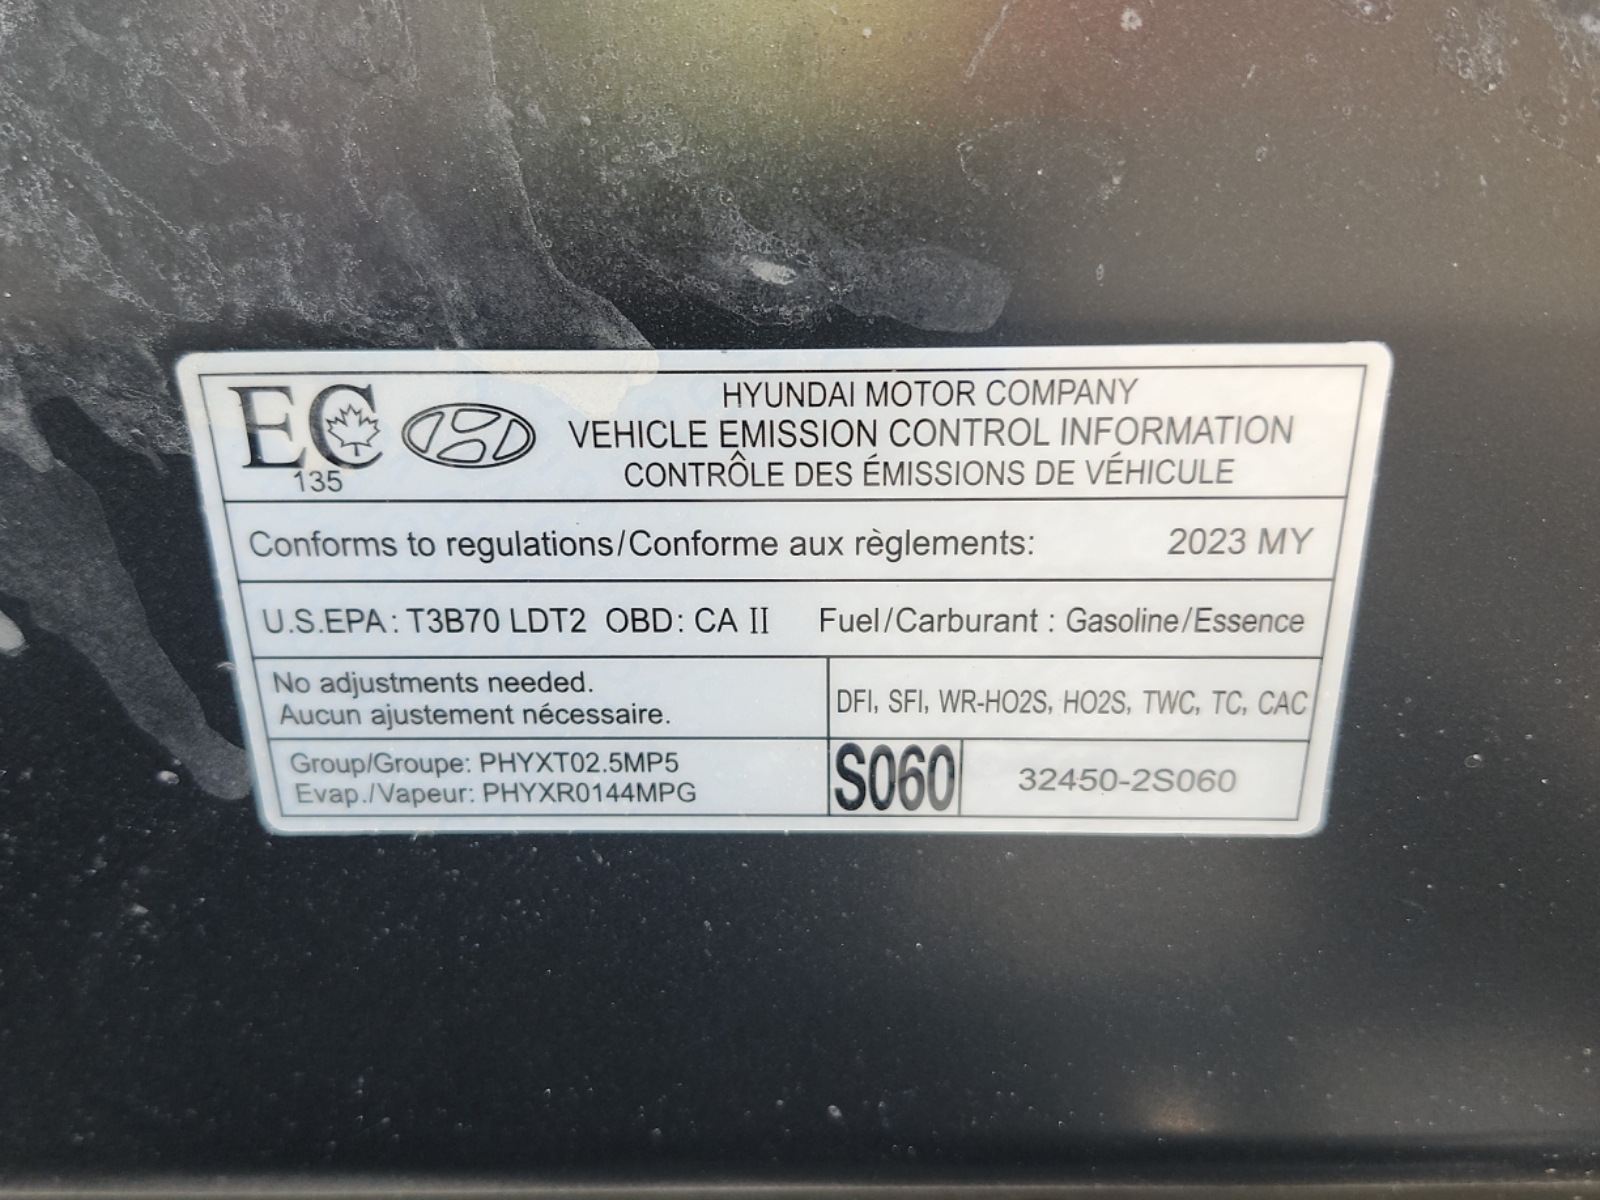 EC
135
HYUNDAI MOTOR COMPANY
VEHICLE EMISSION CONTROL INFORMATION
CONTRÔLE DES ÉMISSIONS DE VÉHICULE
Conforms to regulations/Conforme aux règlements: 2023 MY
U.S.EPA: T3B70 LDT2 OBD: CA II Fuel/Carburant : Gasoline/Essence
No adjustments needed.
Aucun ajustement nécessaire.
DFI, SFI, WR-HO2S, HO2S, TWC, TC, CAC
Group/Groupe: PHYXT02.5MP5
Evap./Vapeur: PHYXR0144MPG
S060
32450-2S060